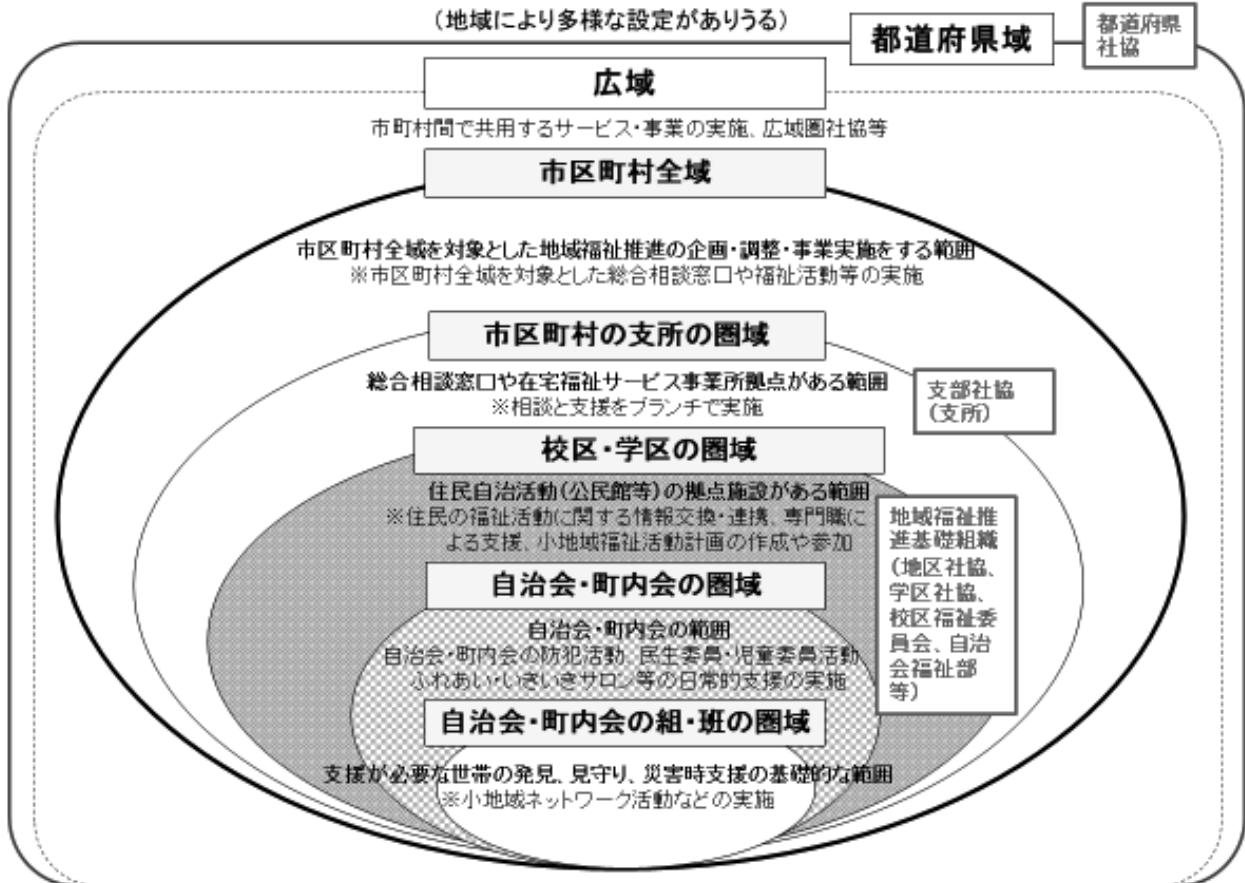 (地域により多様な設定がありうる)
都道府県域
都道府県
社協
広域
市町村間で共用するサービス・事業の実施、広域圏社協等
市区町村全域
市区町村全域を対象とした地域福祉推進の企画・調整・事業実施をする範囲
※市区町村全域を対象とした総合相談窓口や福祉活動等の実施
市区町村の支所の圏域
総合相談窓口や在宅福祉サービス事業所拠点がある範囲
※相談と支援をブランチで実施
支部社協
(支所)
校区・学区の圏域
住民自治活動(公民館等)の拠点施設がある範囲
※住民の福祉活動に関する情報交換・連携、専門職に
よる支援、小地域福祉活動計画の作成や参加
地域福祉推
進基礎組織
(地区社協、
学区社協、
校区福祉委
員会、自治
会福祉部
等)
自治会・町内会の圏域
自治会・町内会の範囲
自治会・町内会の防犯活動、民生委員・児童委員活動、
ふれあい・いきいきサロン等の日常的支援の実施
自治会・町内会の組・班の圏域
支援が必要な世帯の発見、見守り、災害時支援の基礎的な範囲
※小地域ネットワーク活動などの実施